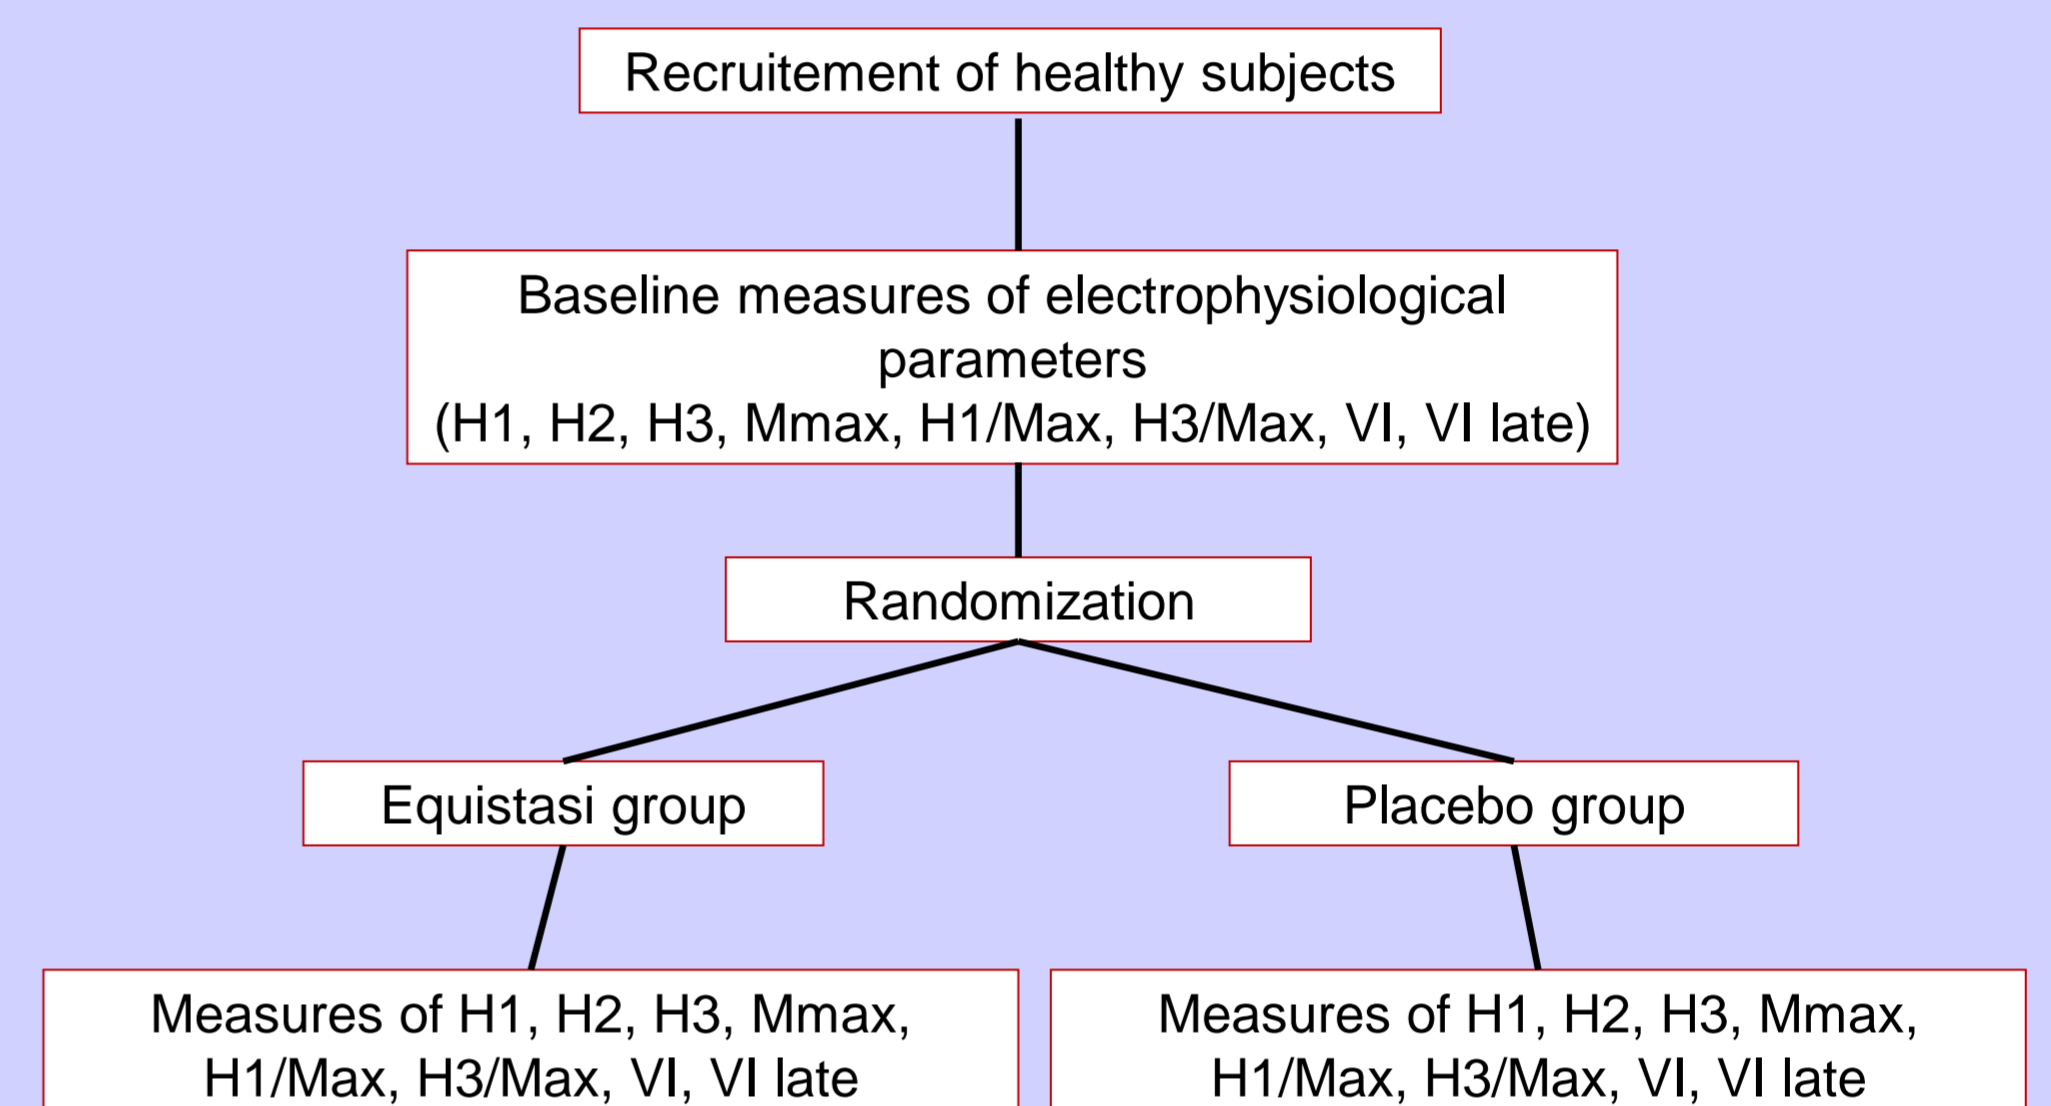 Recruitement of healthy subjects
Baseline measures of electrophysiological
parameters
(H1, H2, H3, Mmax, H1/Max, H3/Max, VI, VI late)
Randomization
Equistasi group
Placebo group
Measures of H1, H2, H3, Mmax,
H1/Max, H3/Max, VI, VI late
Measures of H1, H2, H3, Mmax,
H1/Max, H3/Max, VI, VI late